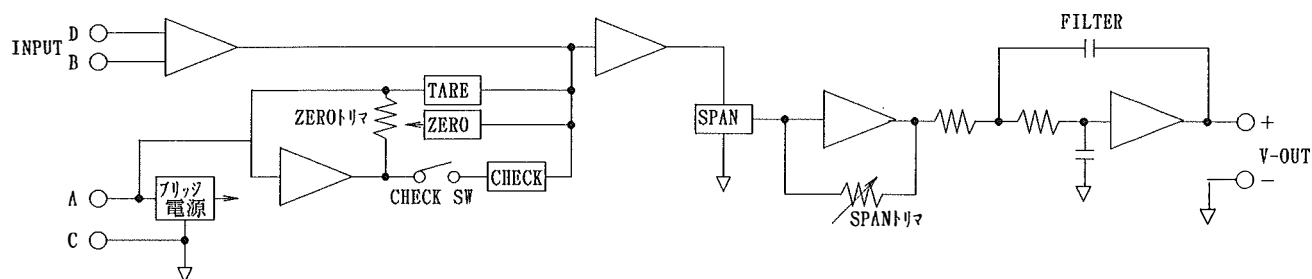 FILTER
D
INPUT
B
TARE
ZEROトリマ
ZERO
SPAN
+
V-OUT
-
CHECK SW
CHECK
A
ブリッジ
電源
SPANトリマ
C